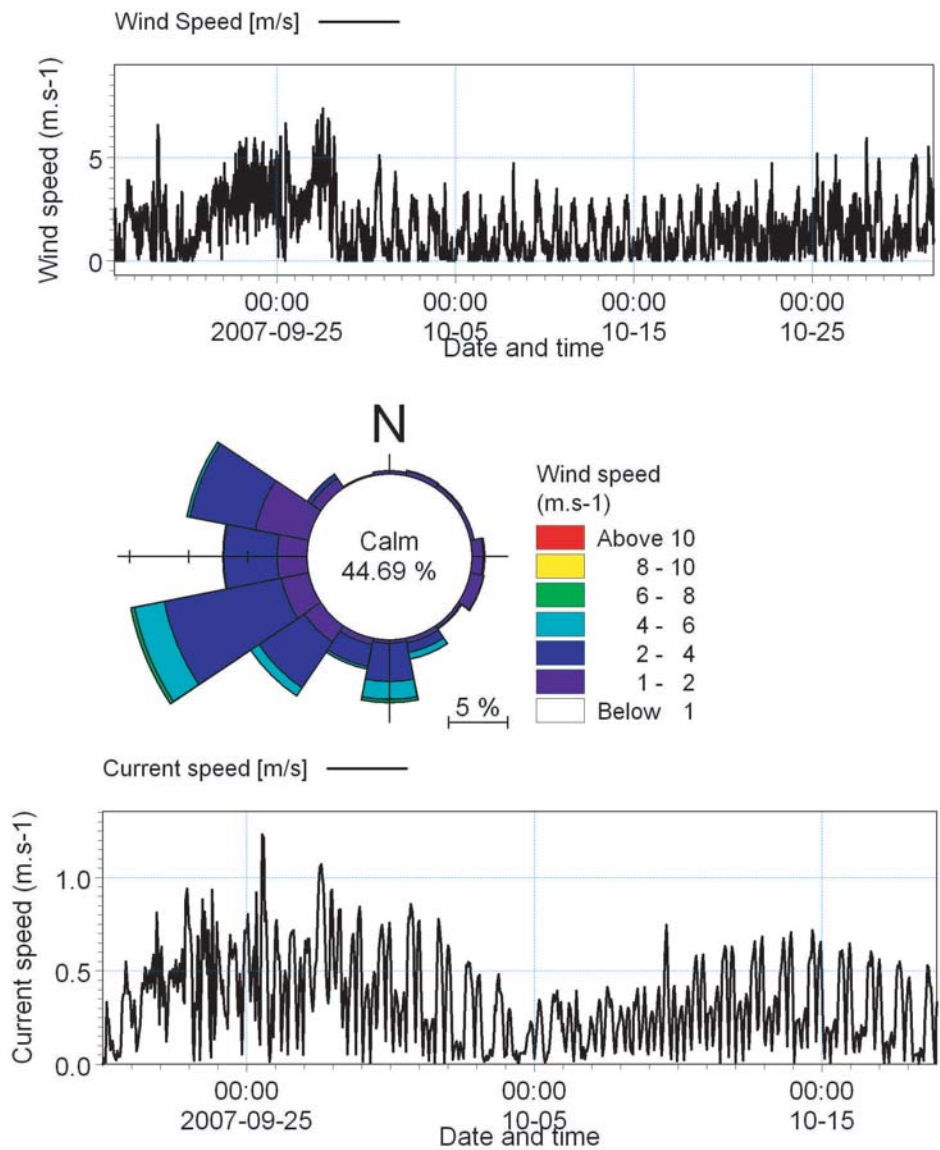 Wind Speed [m/s]
Wind speed (m.s-1)
5
0
00:00 00:00 00:00 00:00
2007-09-25 10-05 10-15 10-25
Date and time
N
Calm
44.69 %
5 %
Wind speed
(m.s-1)
Above 10
8 - 10
6 - 8
4 - 6
2 - 4
1 - 2
Below 1
Current speed [m/s]
Current speed (m.s-1)
1.0
0.5
0.0
00:00 00:00 00:00
2007-09-25 10-05 10-15
Date and time